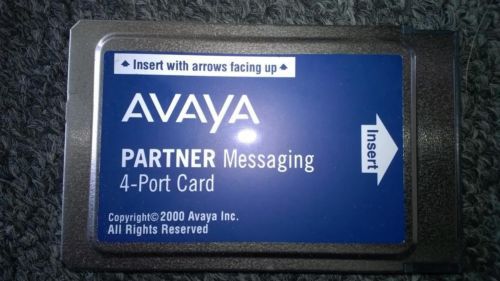 Insert with arrows facing up
AVAYA
PARTNER Messaging
4-Port Card
Insert
Copyright©2000 Avaya Inc.
All Rights Reserved